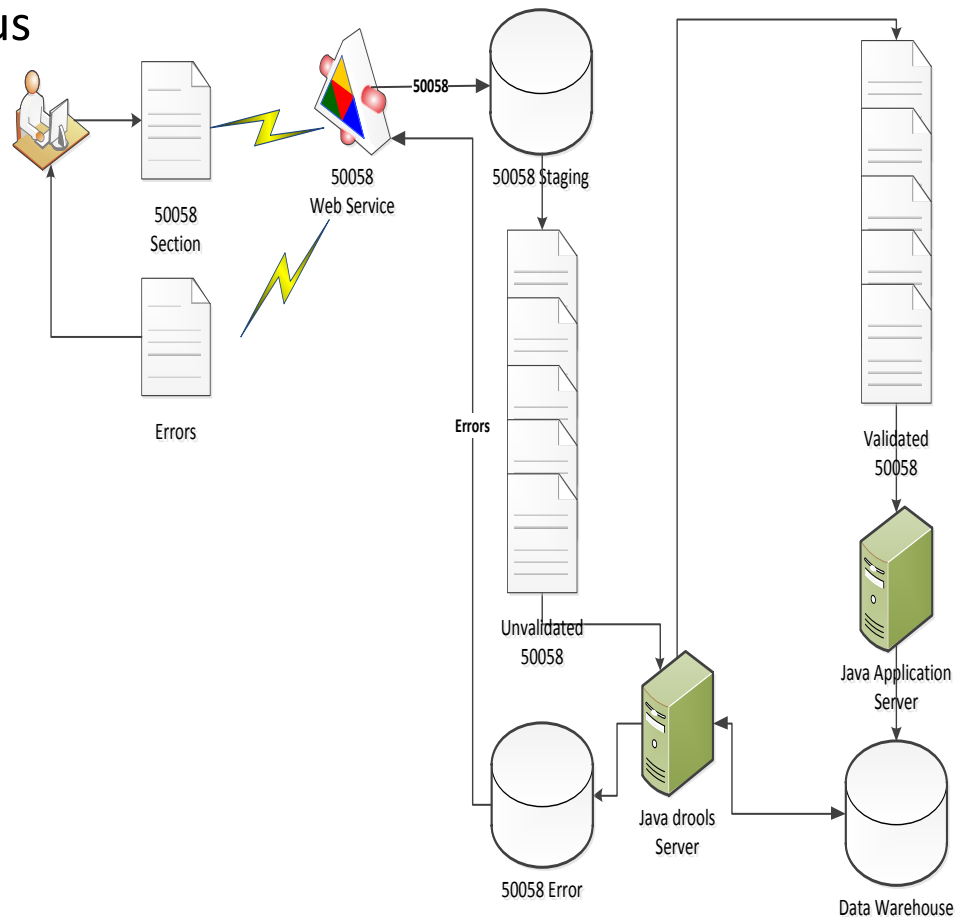 us
50058
Section
Errors
50058
Web Service
50058
50058 Staging
Errors
Unvalidated
50058
50058 Error
Java drools
Server
Validated
50058
Java Application
Server
Data Warehouse